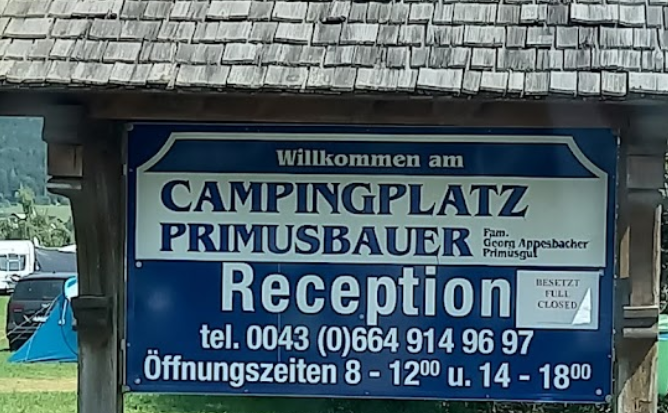 Willkommen am
CAMPINGPLATZ
PRIMUSBAUER
Fam.
Georg Appesbacher
Primusgut
Reception
BESETZT
FULL
CLOSED
tel. 0043 (0)664 914 96 97
Öffnungszeiten 8 - 12⁰⁰ u. 14 - 18⁰⁰